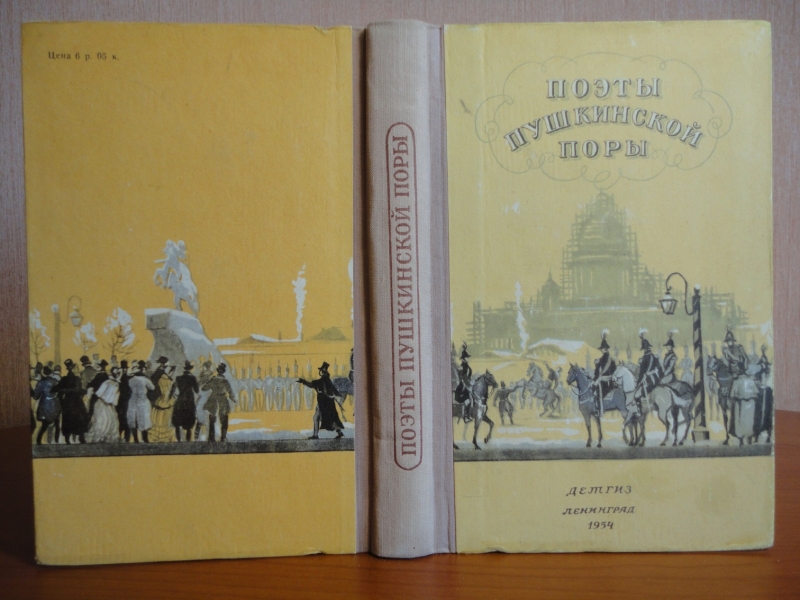 Цена 6 р. 05 к.
ПОЭТЫ ПУШКИНСКОЙ ПОРЫ
ПОЭТЫ
ПУШКИНСКОЙ
ПОРЫ
ДЕТГИЗ
ЛЕНИНГРАД
1954